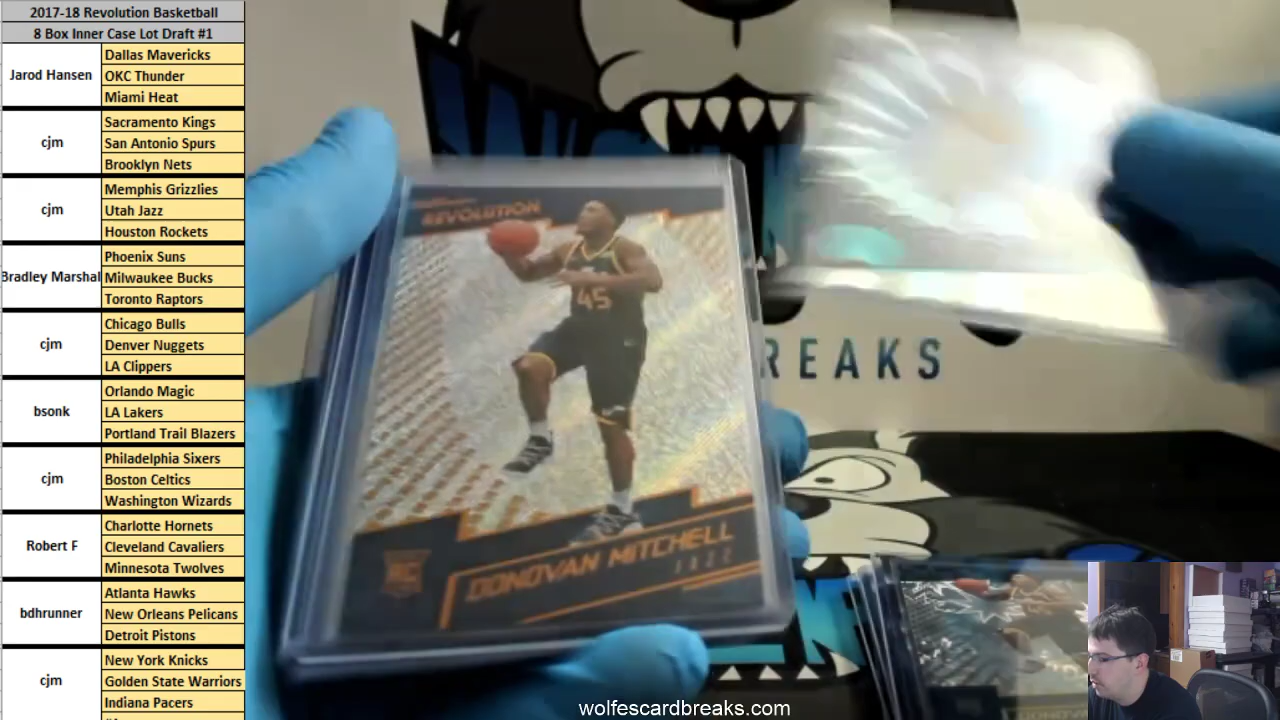 2017-18 Revolution Basketball
8 Box Inner Case Lot Draft #1
Jarod Hansen
Dallas Mavericks
OKC Thunder
Miami Heat
cjm
Sacramento Kings
San Antonio Spurs
Brooklyn Nets
cjm
Memphis Grizzlies
Utah Jazz
Houston Rockets
Bradley Marshal
Phoenix Suns
Milwaukee Bucks
Toronto Raptors
cjm
Chicago Bulls
Denver Nuggets
LA Clippers
bsonk
Orlando Magic
LA Lakers
Portland Trail Blazers
cjm
Philadelphia Sixers
Boston Celtics
Washington Wizards
Robert F
Charlotte Hornets
Cleveland Cavaliers
Minnesota Twolves
bdhrunner
Atlanta Hawks
New Orleans Pelicans
Detroit Pistons
cjm
New York Knicks
Golden State Warriors
Indiana Pacers
REVOLUTION
45
RC
DONOVAN MITCHELL
JAZZ
REAKS
wolfescardbreaks.com